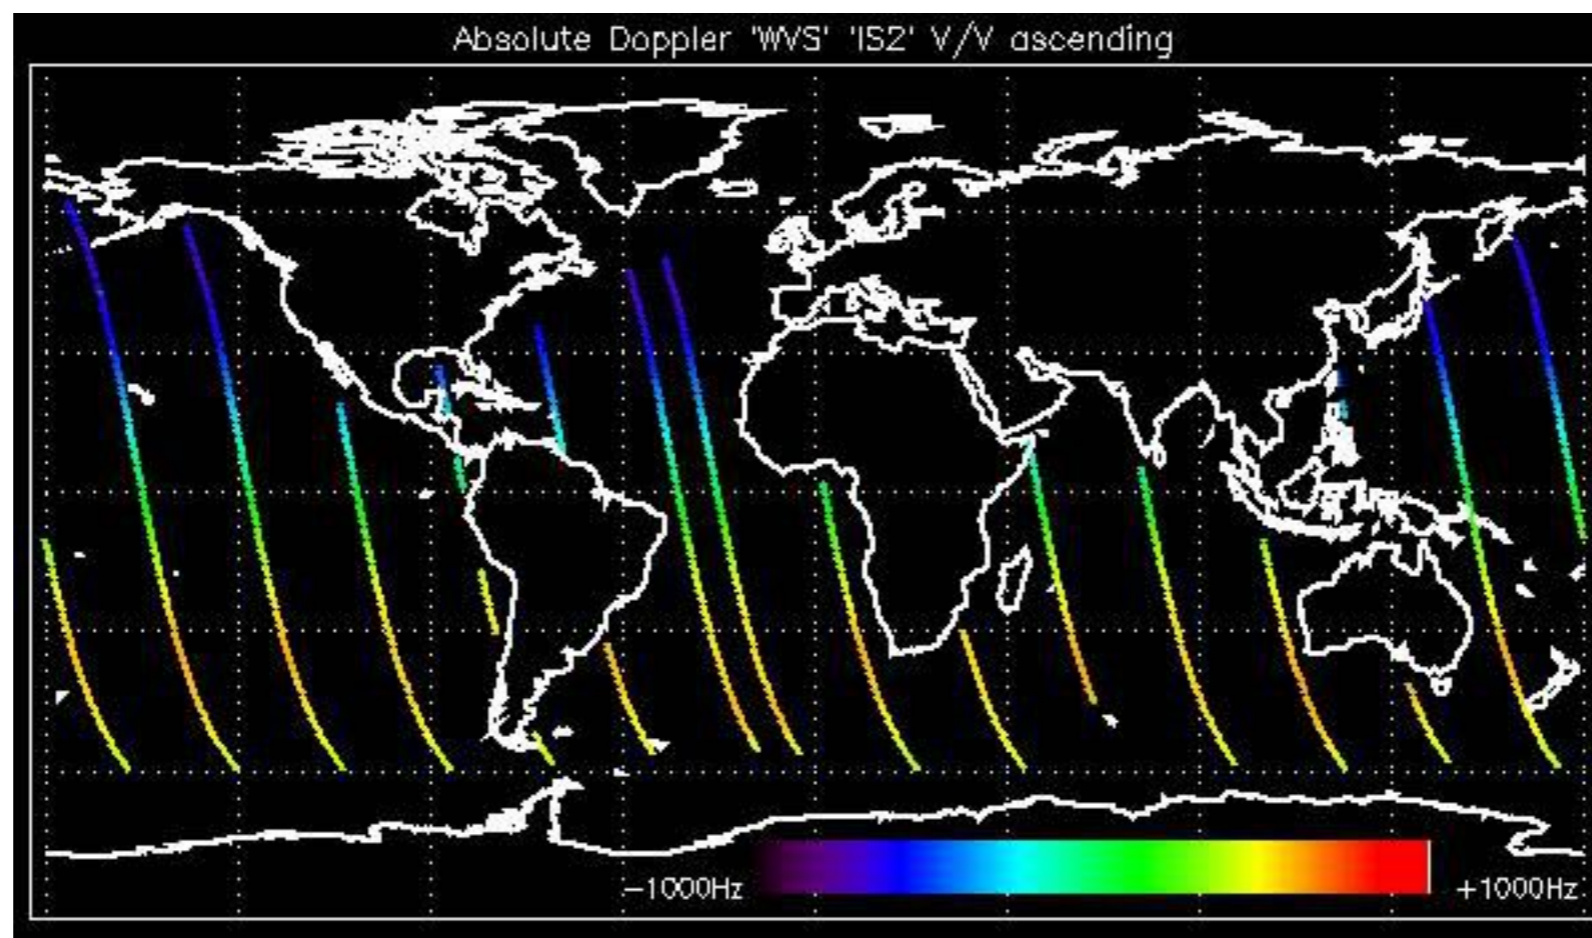 Absolute Doppler 'WVS' 'IS2' V/V ascending
−1000Hz +1000Hz